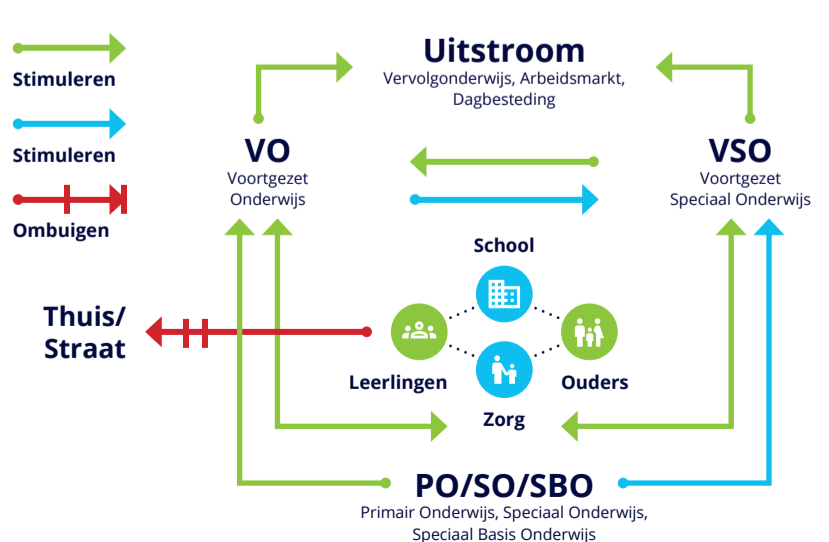 Stimuleren
Stimuleren
Ombuigen
Uitstroom
Vervolgonderwijs, Arbeidsmarkt,
Dagbesteding
VO
Voortgezet
Onderwijs
VSO
Voortgezet
Speciaal Onderwijs
School
Thuis/
Straat
Leerlingen
Ouders
Zorg
PO/SO/SBO
Primair Onderwijs, Speciaal Onderwijs,
Speciaal Basis Onderwijs